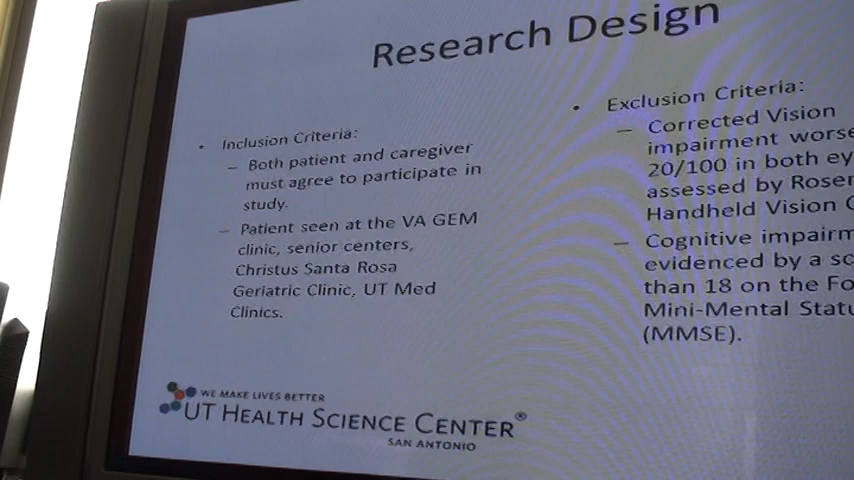 Research Design
• Inclusion Criteria:
– Both patient and caregiver
must agree to participate in
study.
– Patient seen at the VA GEM
clinic, senior centers,
Christus Santa Rosa
Geriatric Clinic, UT Med
Clinics.
• Exclusion Criteria:
– Corrected Vision
impairment worse
20/100 in both
assessed by
Handheld Vision
– Cognitive
evidenced by a
than 18 on the
Mini-Mental
(MMSE).
WE MAKE LIVES BETTER
UT HEALTH SCIENCE CENTER®
SAN ANTONIO